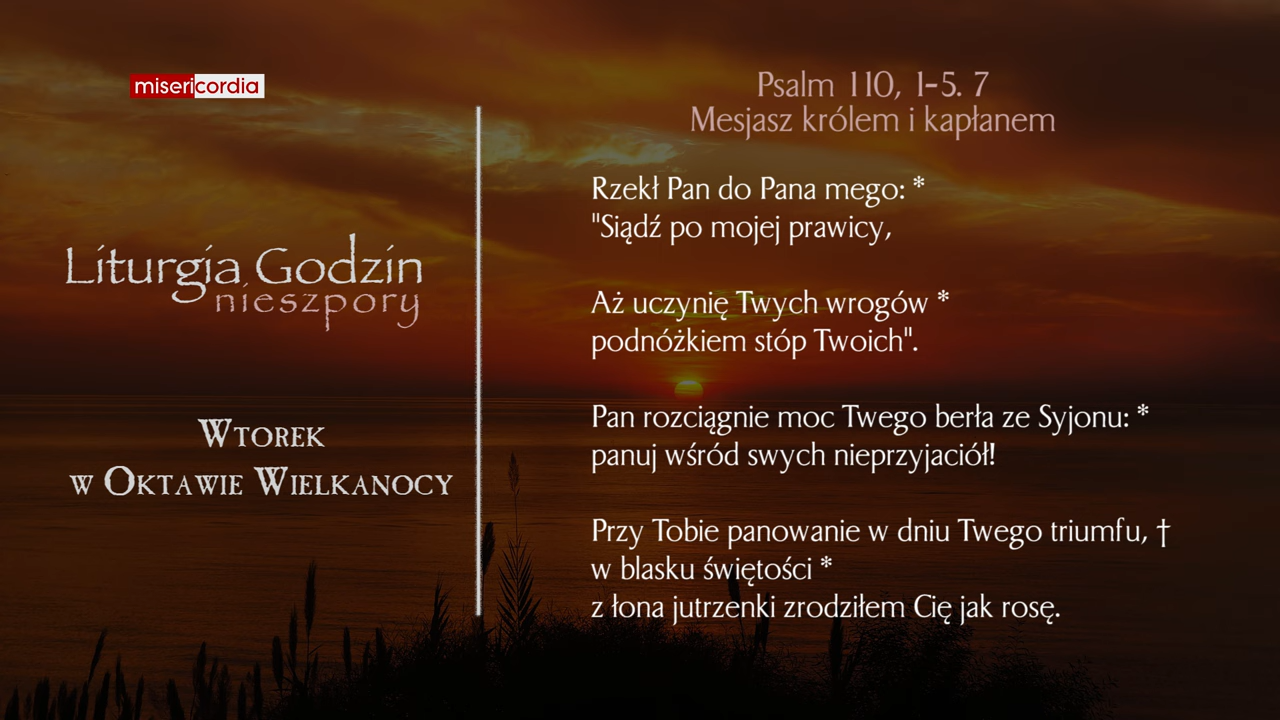 misericordia
Liturgia Godzin
nieszpory
Wtorek
w Oktawie Wielkanocy
Psalm 110, 1-5. 7
Mesjasz królem i kapłanem
Rzekł Pan do Pana mego: *
"Siądź po mojej prawicy,
Aż uczynię Twych wrogów *
podnóżkiem stóp Twoich".
Pan rozciągnie moc Twego berła ze Syjonu: *
panuj wśród swych nieprzyjaciół!
Przy Tobie panowanie w dniu Twego triumfu, †
w blasku świętości *
z łona jutrzenki zrodziłem Cię jak rosę.